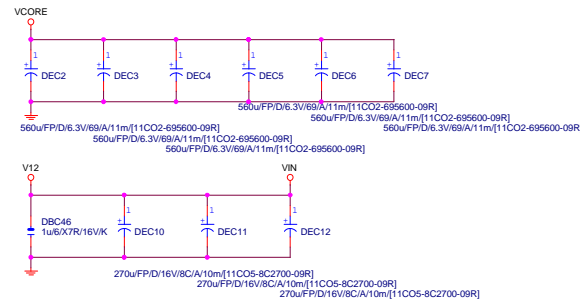 VCORE
1 1 1 1 1 1
+ + + + + +
DEC2 DEC3 DEC4 DEC5 DEC6 DEC7
560u/FP/D/6.3V/69/A/11m/[11CO2-695600-09R]
560u/FP/D/6.3V/69/A/11m/[11CO2-695600-09R]
560u/FP/D/6.3V/69/A/11m/[11CO2-695600-09R]
560u/FP/D/6.3V/69/A/11m/[11CO2-695600-09R]
560u/FP/D/6.3V/69/A/11m/[11CO2-695600-09R]
560u/FP/D/6.3V/69/A/11m/[11CO2-695600-09R]
V12 VIN
1 1 1
+ + +
DBC46
1u/6/X7R/16V/K
DEC10 DEC11 DEC12
270u/FP/D/16V/8C/A/10m/[11CO5-8C2700-09R]
270u/FP/D/16V/8C/A/10m/[11CO5-8C2700-09R]
270u/FP/D/16V/8C/A/10m/[11CO5-8C2700-09R]